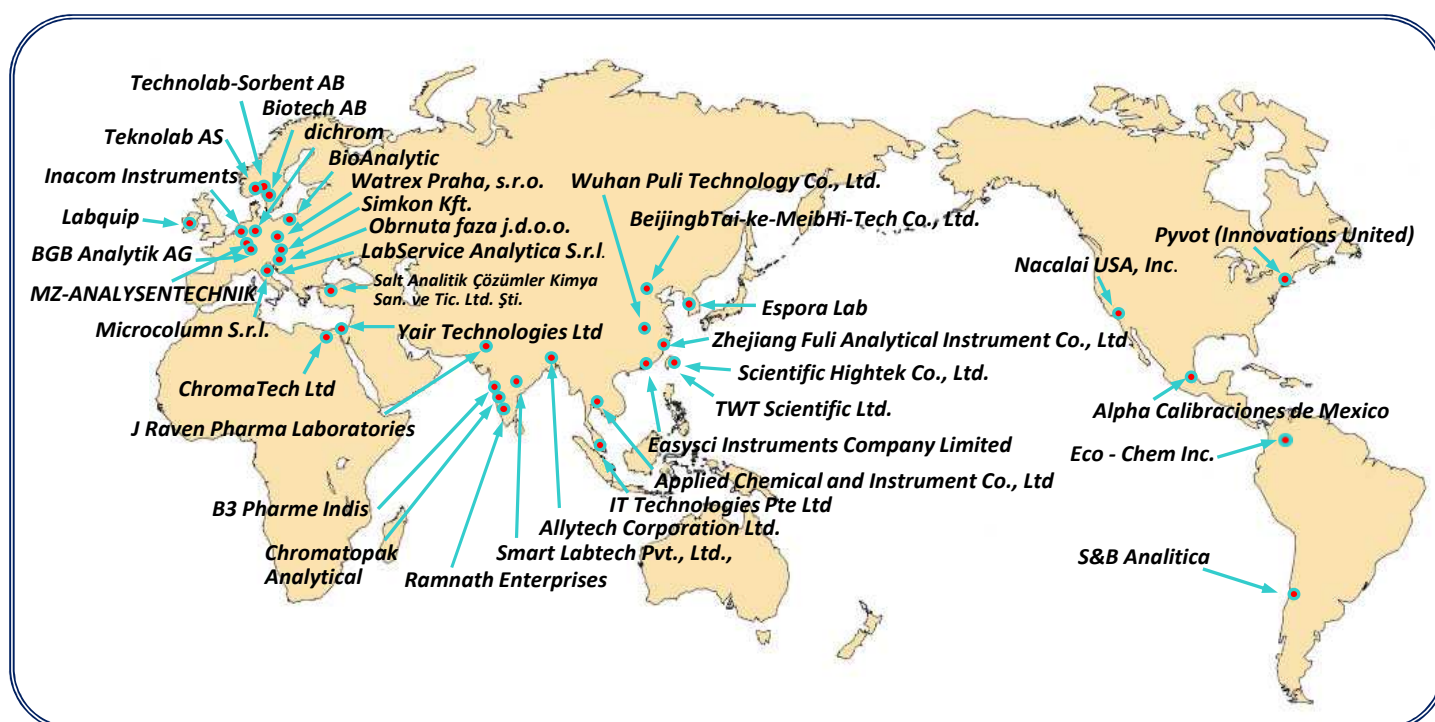 Technolab-Sorbent AB
Biotech AB
dichrom
Teknolab AS
BioAnalytic
Inacom Instruments
Watrex Praha, s.r.o.
Simkon Kft.
Labquip
Obrnuta faza j.d.o.o.
BGB Analytik AG
LabService Analytica S.r.l.
MZ-ANALYSENTECHNIK
Salt Analitik Çözümler Kimya
San. ve Tic. Ltd. Şti.
Microcolumn S.r.l.
Yair Technologies Ltd
ChromaTech Ltd
J Raven Pharma Laboratories
B3 Pharme Indis
Chromatopak
Analytical
Ramnath Enterprises
Smart Labtech Pvt., Ltd.,
Allytech Corporation Ltd.
IT Technologies Pte Ltd
Applied Chemical and Instrument Co., Ltd
Easysci Instruments Company Limited
TWT Scientific Ltd.
Scientific Hightek Co., Ltd.
Zhejiang Fuli Analytical Instrument Co., Ltd
Espora Lab
BeijingbTai-ke-MeibHi-Tech Co., Ltd.
Wuhan Puli Technology Co., Ltd.
Pyvot (Innovations United)
Nacalai USA, Inc.
Alpha Calibraciones de Mexico
Eco - Chem Inc.
S&B Analitica